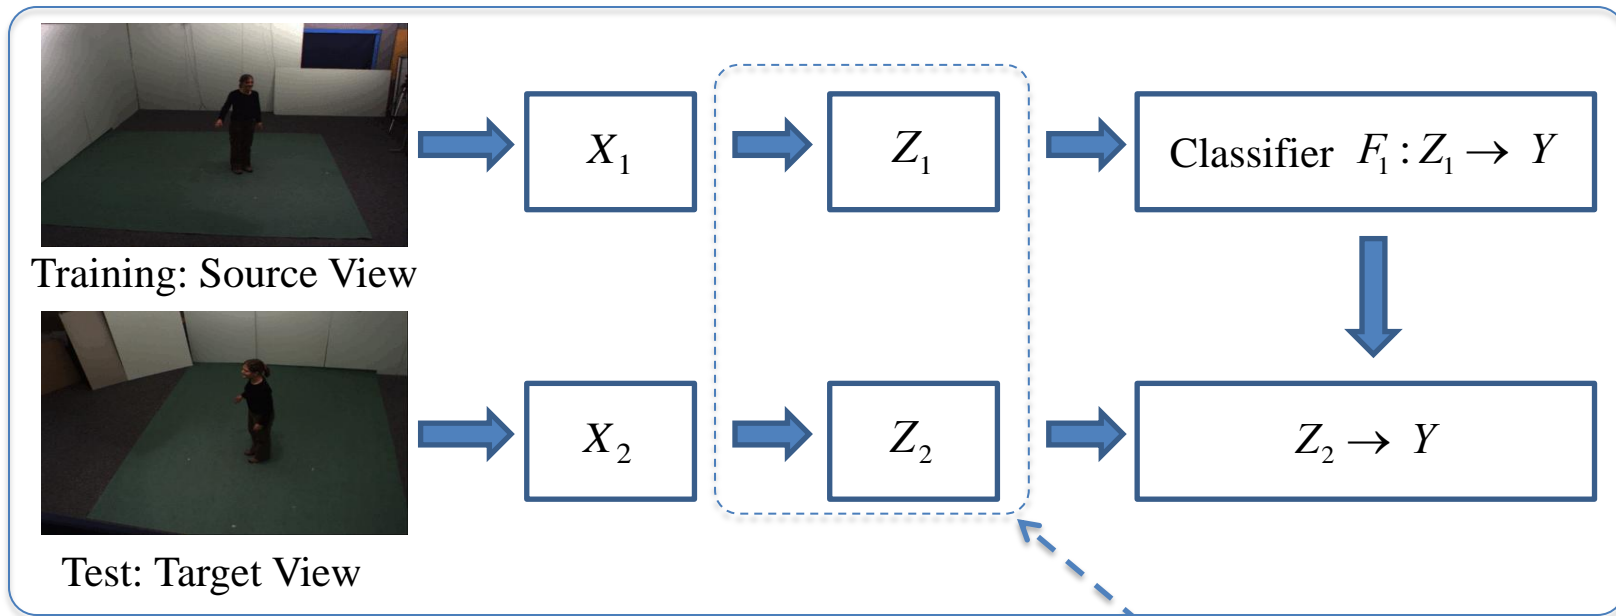 X₁
Z₁
Classifier F₁ : Z₁ → Y
Training: Source View
X₂
Z₂
Z₂ → Y
Test: Target View